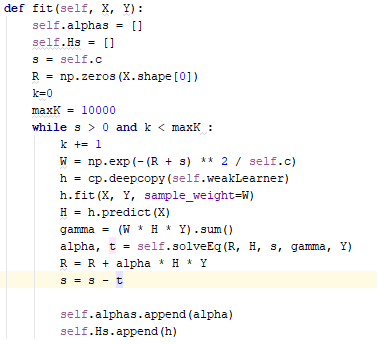 def fit(self, X, Y):
    self.alphas = []
    self.Hs = []
    s = self.c
    R = np.zeros(X.shape[0])
    k=0
    maxK = 10000
    while s > 0 and k < maxK :
        k += 1
        W = np.exp(-(R + s) ** 2 / self.c)
        h = cp.deepcopy(self.weakLearner)
        h.fit(X, Y, sample_weight=W)
        H = h.predict(X)
        gamma = (W * H * Y).sum()
        alpha, t = self.solveEq(R, H, s, gamma, Y)
        R = R + alpha * H * Y
        s = s - t

        self.alphas.append(alpha)
        self.Hs.append(h)